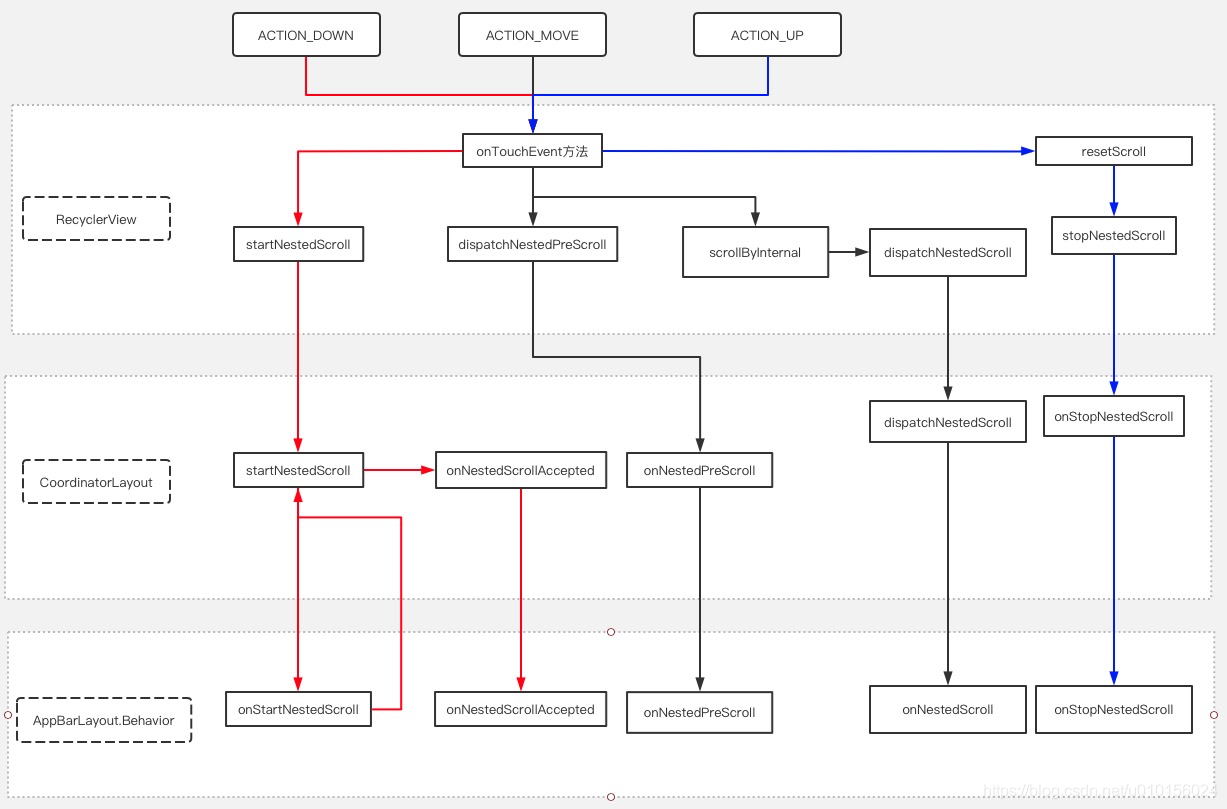 ACTION_DOWN
ACTION_MOVE
ACTION_UP
onTouchEvent方法
resetScroll
RecyclerView
startNestedScroll
dispatchNestedPreScroll
scrollByInternal
dispatchNestedScroll
stopNestedScroll
dispatchNestedScroll
onStopNestedScroll
CoordinatorLayout
startNestedScroll
onNestedScrollAccepted
onNestedPreScroll
AppBarLayout.Behavior
onStartNestedScroll
onNestedScrollAccepted
onNestedPreScroll
onNestedScroll
onStopNestedScroll
https://blog.csdn.net/u010156024